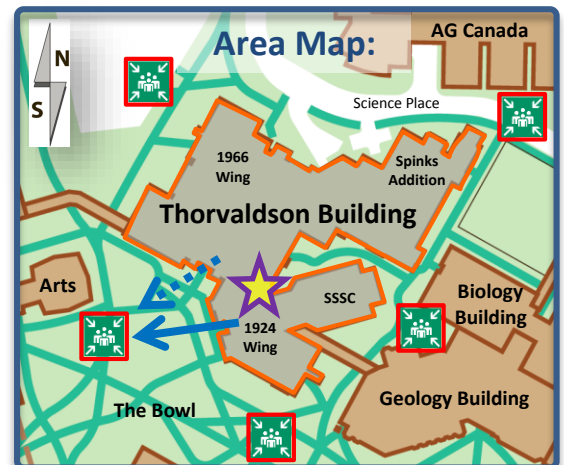 Area Map:
AG Canada
N
S
Science Place
1966
Wing
Spinks
Addition
Thorvaldson Building
Arts
SSSC
Biology
Building
1924
Wing
The Bowl
Geology Building